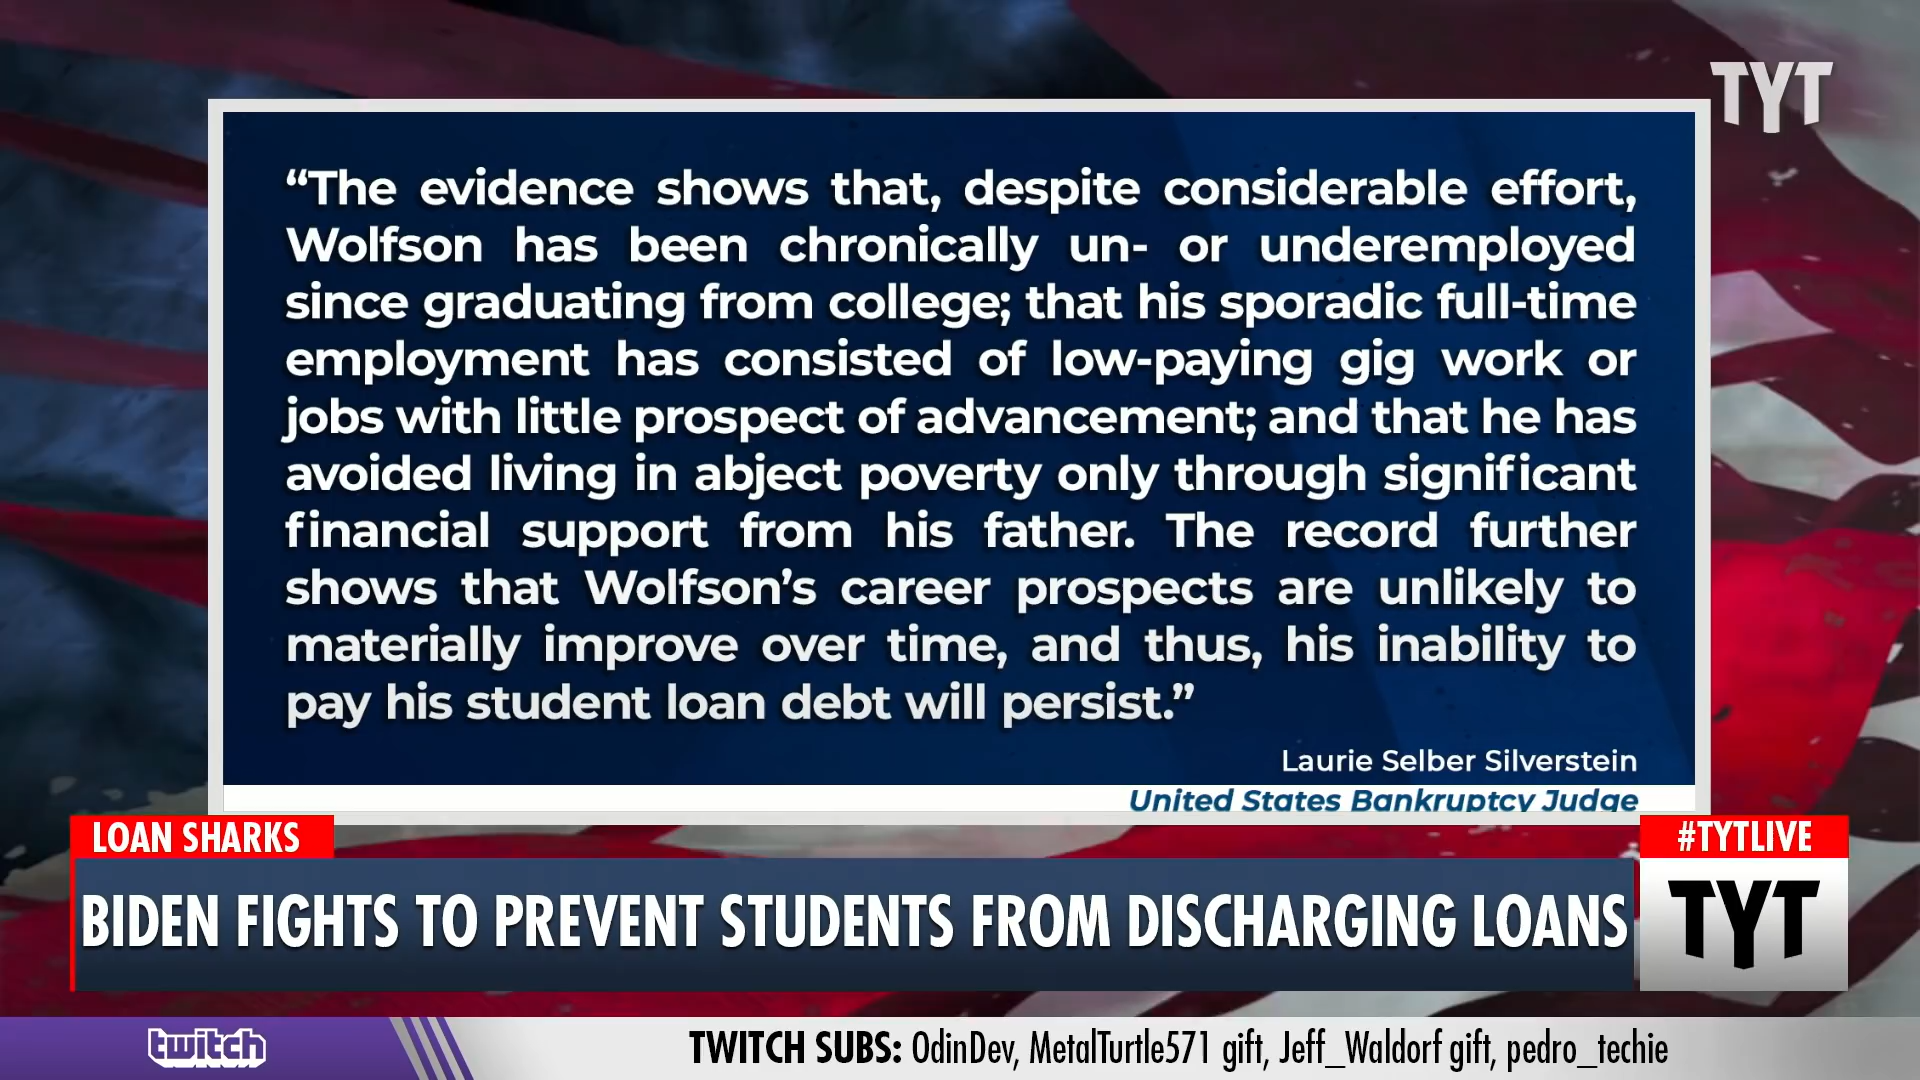 TYT
“The evidence shows that, despite considerable effort,
Wolfson has been chronically un- or underemployed
since graduating from college; that his sporadic full-time
employment has consisted of low-paying gig work or
jobs with little prospect of advancement; and that he has
avoided living in abject poverty only through significant
financial support from his father. The record further
shows that Wolfson’s career prospects are unlikely to
materially improve over time, and thus, his inability to
pay his student loan debt will persist.”
Laurie Selber Silverstein
United States Bankruptcy Judge
LOAN SHARKS
#TYTLIVE
BIDEN FIGHTS TO PREVENT STUDENTS FROM DISCHARGING LOANS
TYT
twitch
TWITCH SUBS: OdinDev, MetalTurtle571 gift, Jeff_Waldorf gift, pedro_techie